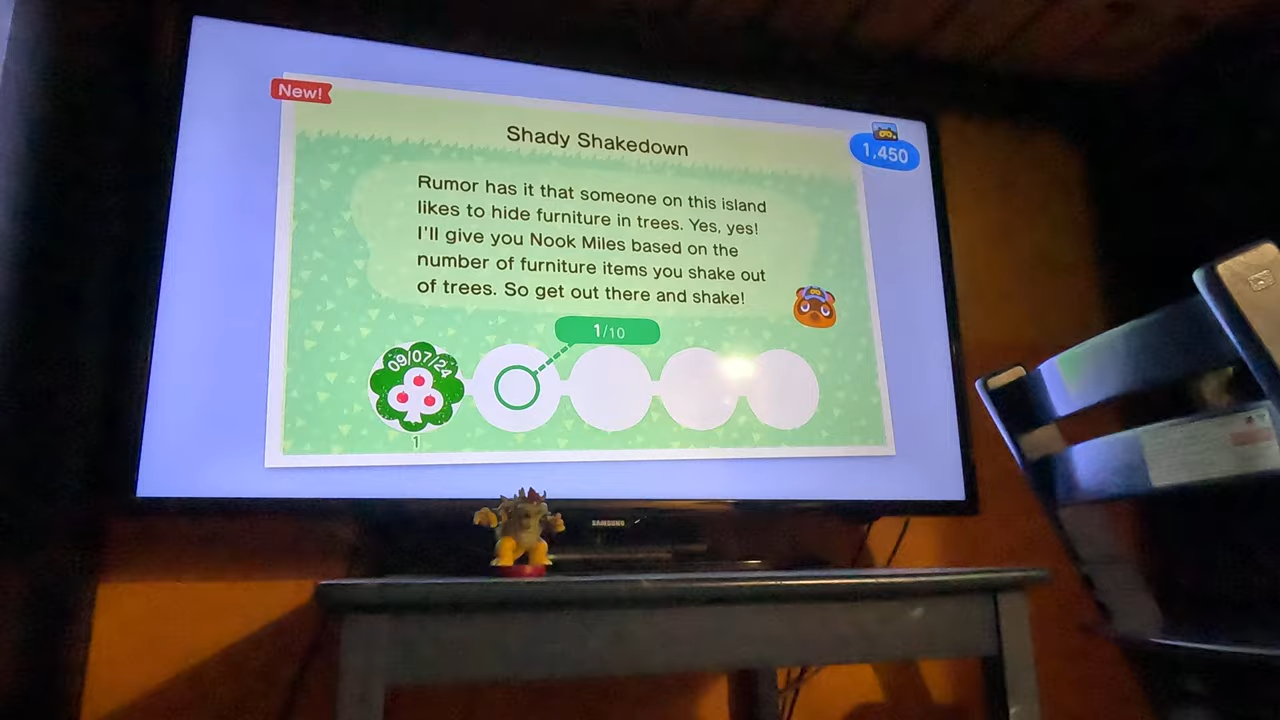 New!
Shady Shakedown
1,450
Rumor has it that someone on this island
likes to hide furniture in trees. Yes, yes!
I'll give you Nook Miles based on the
number of furniture items you shake out
of trees. So get out there and shake!
1/10
09/07/24
1
SAMSUNG